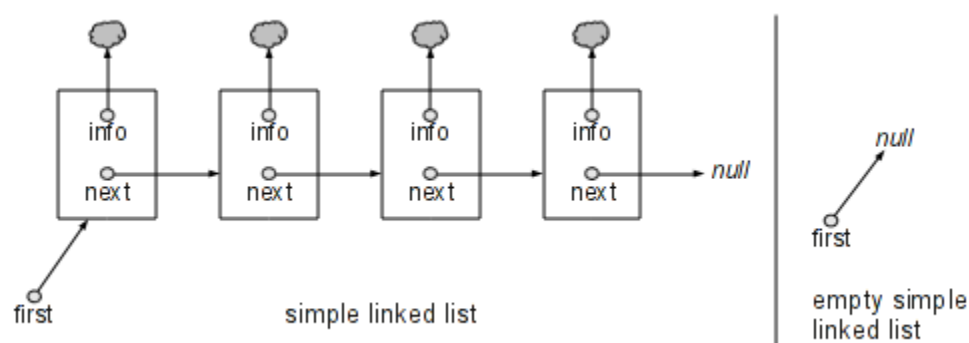 info
info
info
info
next
next
next
next
null
first
simple linked list
null
first
empty simple
linked list